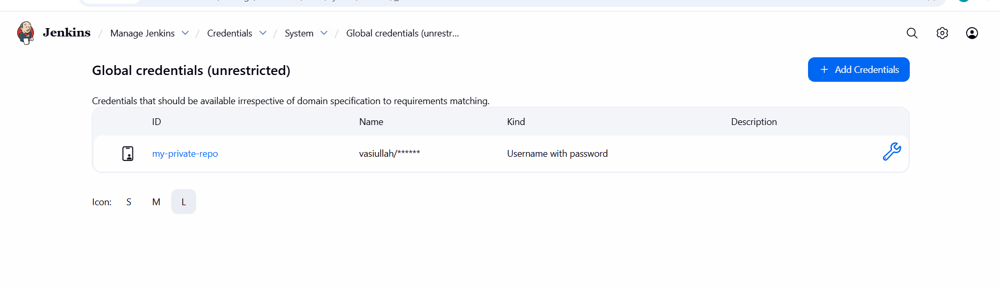 Jenkins / Manage Jenkins / Credentials / System / Global credentials (unrestr...
Global credentials (unrestricted)
+ Add Credentials
Credentials that should be available irrespective of domain specification to requirements matching.
ID Name Kind Description
my-private-repo vasiullah/****** Username with password
Icon: S M L